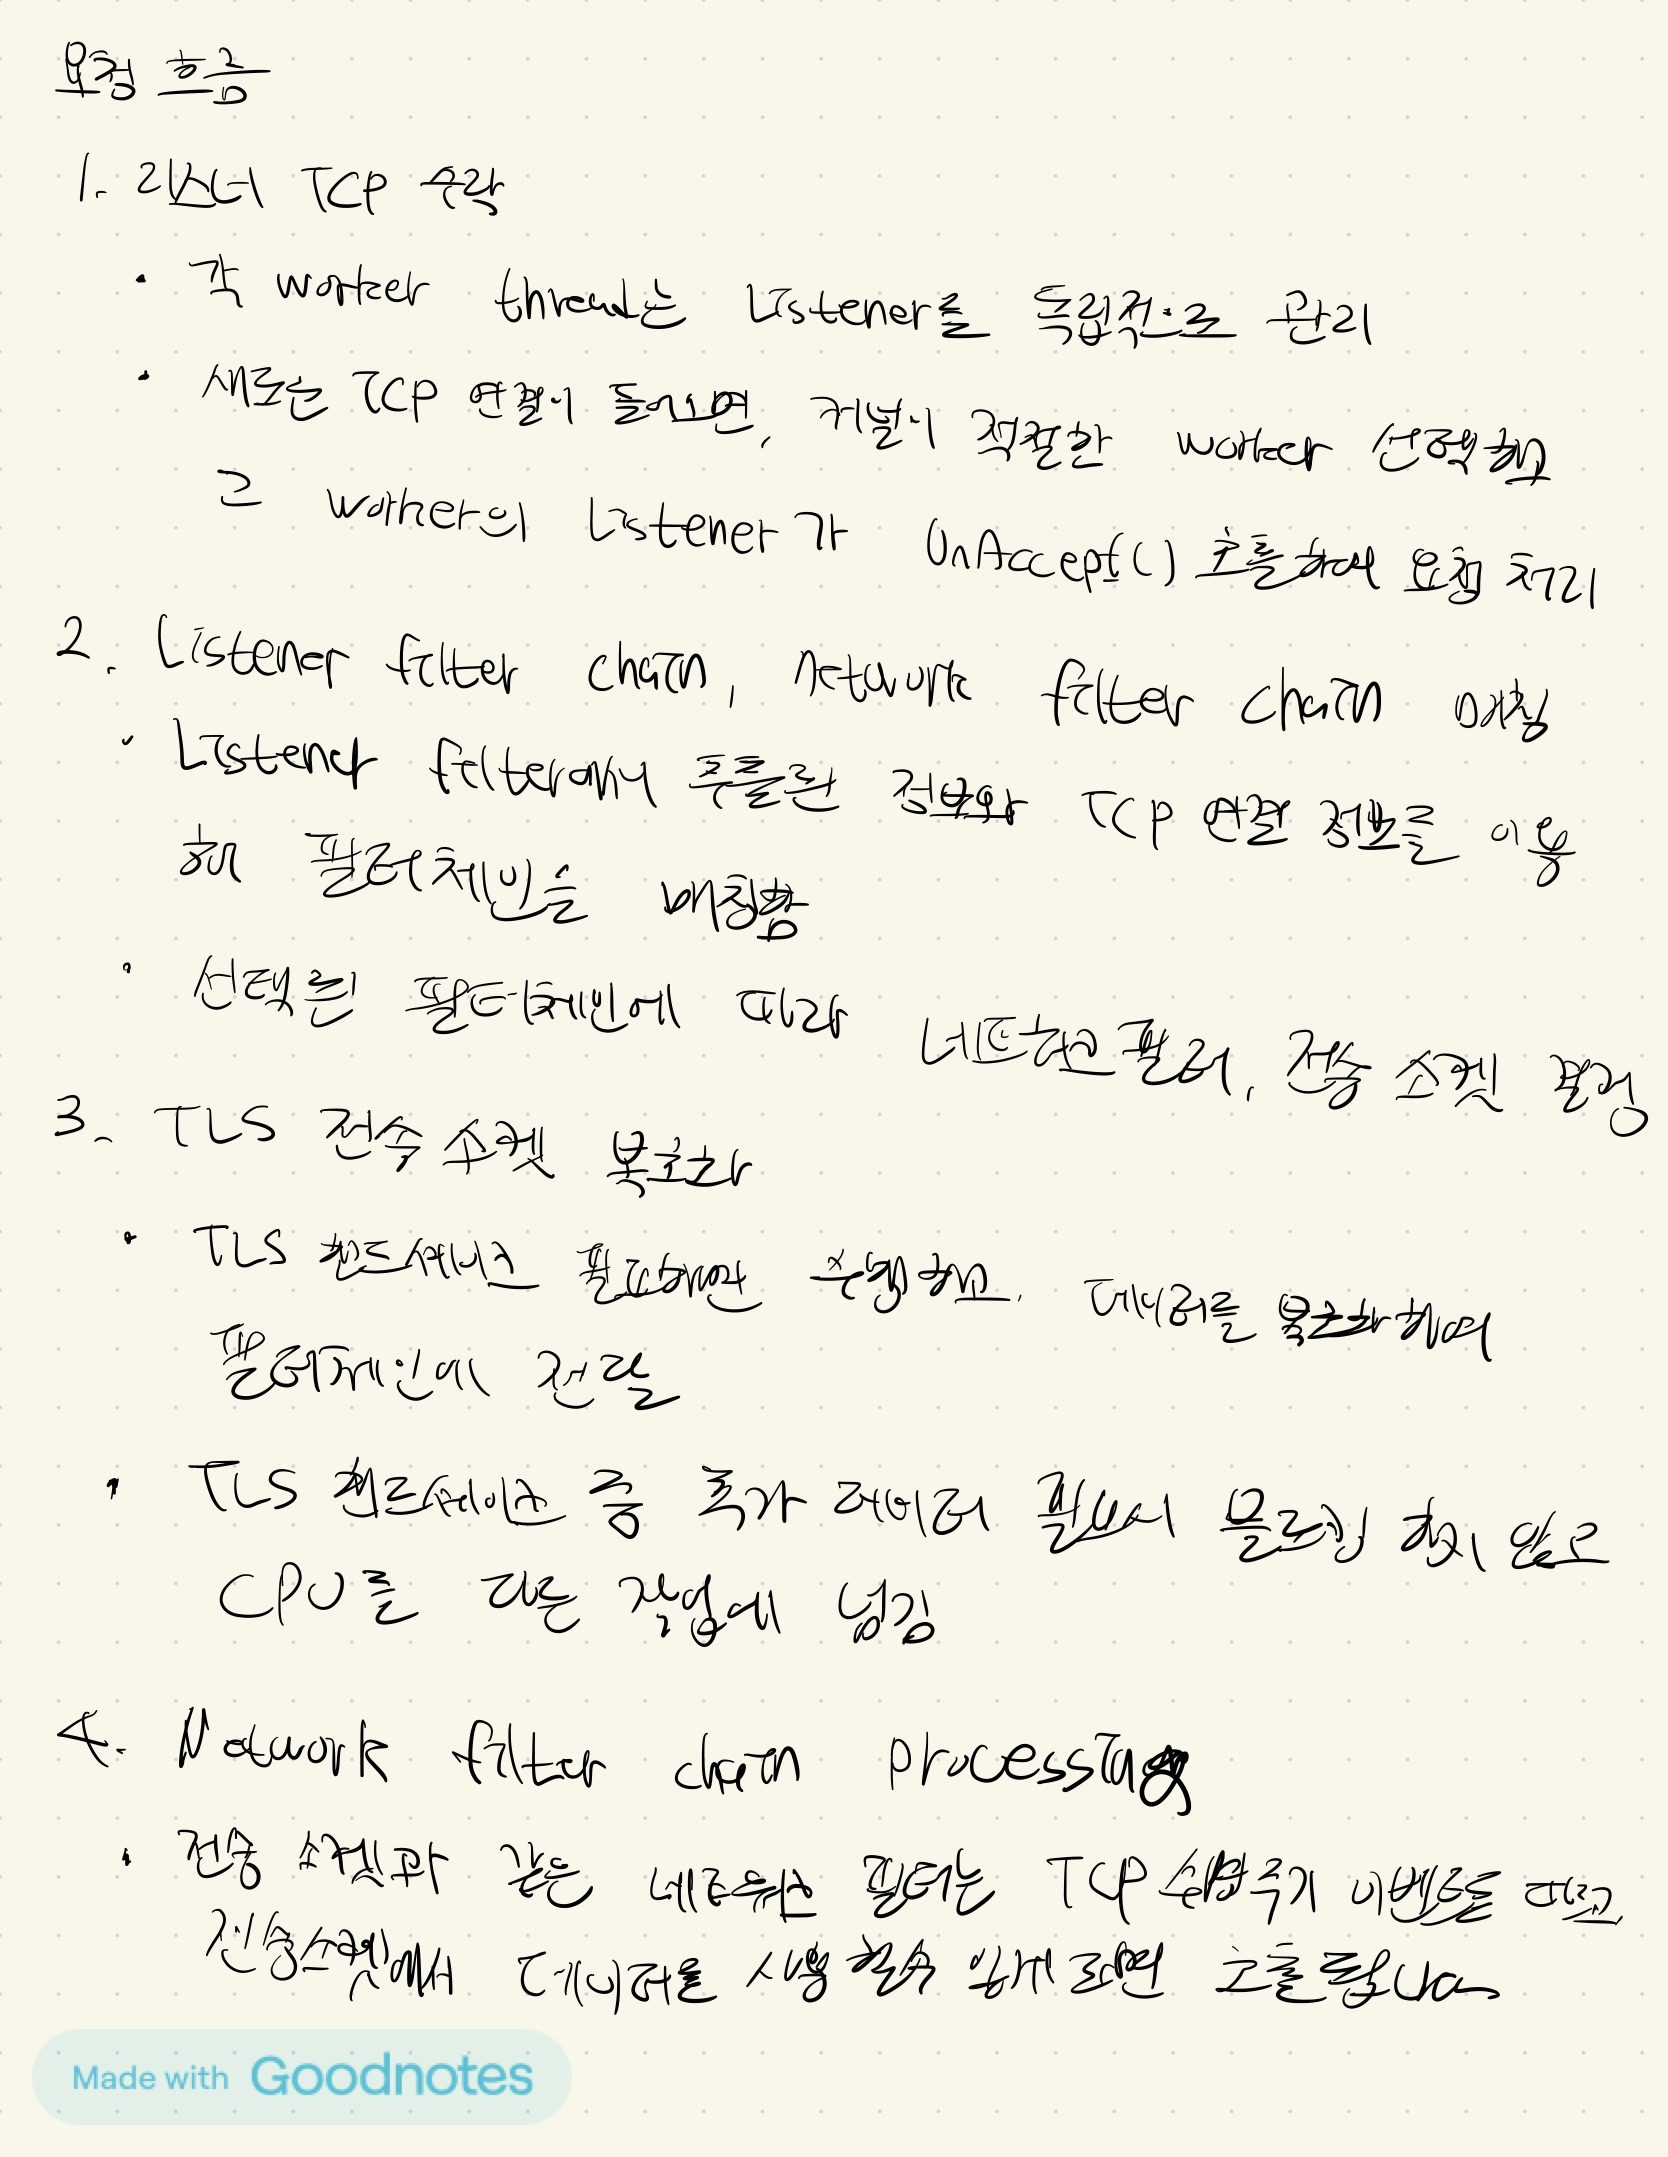 요청 흐름
1. 리스너 TCP 수락
• 각 worker thread는 Listener를 독립적으로 관리
• 새로운 TCP 연결이 들어오면, 커널이 적절한 worker 선택하고
그 worker의 Listener가 OnAccept() 호출하여 요청 처리
2. Listener filter chain, network filter chain 매칭
• Listener filter에서 추출된 정보와 TCP 연결 정보를 이용
해 필터체인을 매칭함
• 선택된 필터체인에 따라 네트워크 필터, 전송 소켓 결정
3. TLS 전송 소켓 복호화
• TLS 핸드셰이크 필요하면 수행하고, 데이터를 복호화하여
필터체인에 전달
• TLS 핸드셰이크 중 추가 데이터 필요시 블로킹 하지 않고
CPU를 다른 작업에 넘김
4. Network filter chain processing
• 전송 소켓과 같은 네트워크 필터는 TCP 수명주기 이벤트를 따르고
전송소켓에서 데이터를 사용할수 있게 되면 호출됩니다
Made with Goodnotes